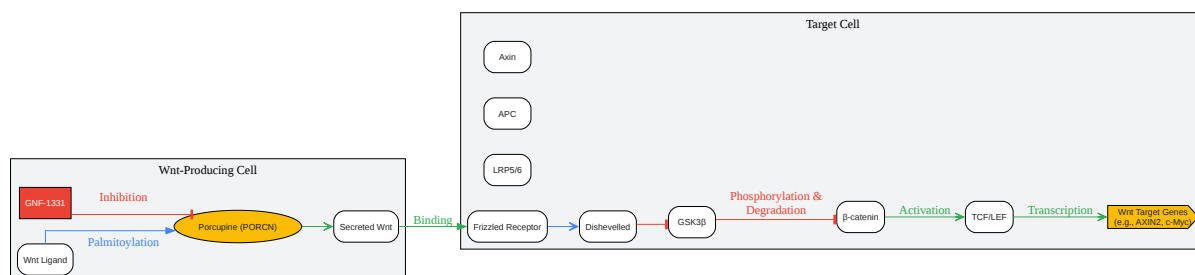 Target Cell
Axin
APC
LRP5/6
Wnt-Producing Cell
GNF-1331
Inhibition
Palmitoylation
Wnt Ligand
Porcupine (PORCN)
Secreted Wnt
Binding
Frizzled Receptor
Dishevelled
GSK3β
Phosphorylation &
Degradation
β-catenin
Activation
TCF/LEF
Transcription
Wnt Target Genes
(e.g., AXIN2, c-Myc)